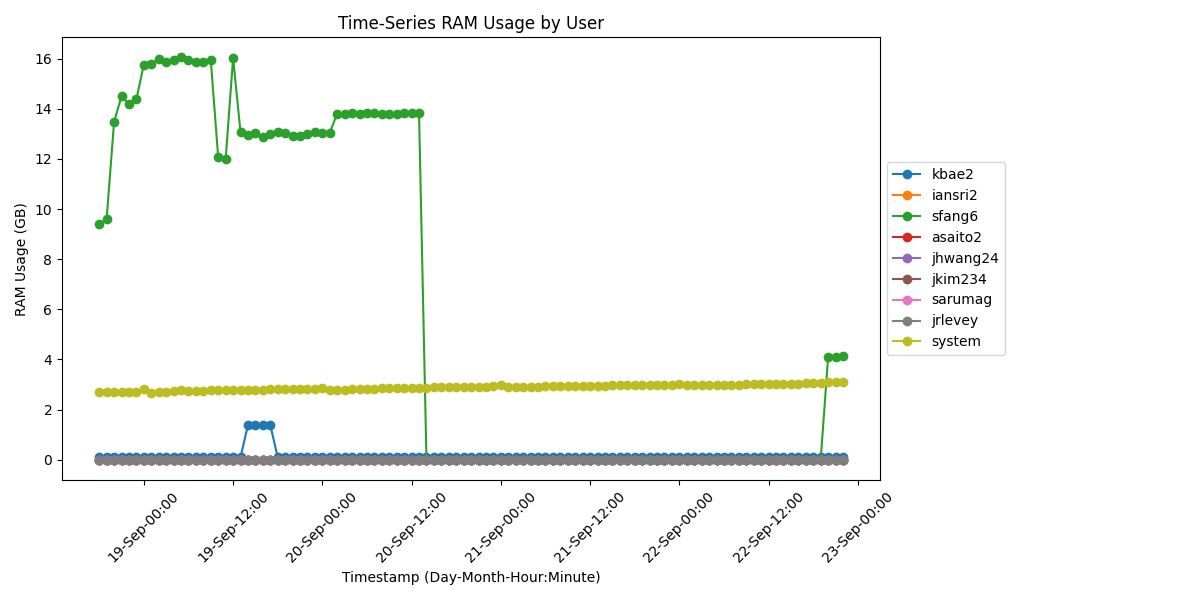 Time-Series RAM Usage by User
RAM Usage (GB)
16
14
12
10
8
6
4
2
0
19-Sep-00:00
19-Sep-12:00
20-Sep-00:00
20-Sep-12:00
21-Sep-00:00
21-Sep-12:00
22-Sep-00:00
22-Sep-12:00
23-Sep-00:00
Timestamp (Day-Month-Hour:Minute)
kbae2
iansri2
sfang6
asaito2
jhwang24
jkim234
sarumag
jrlevey
system